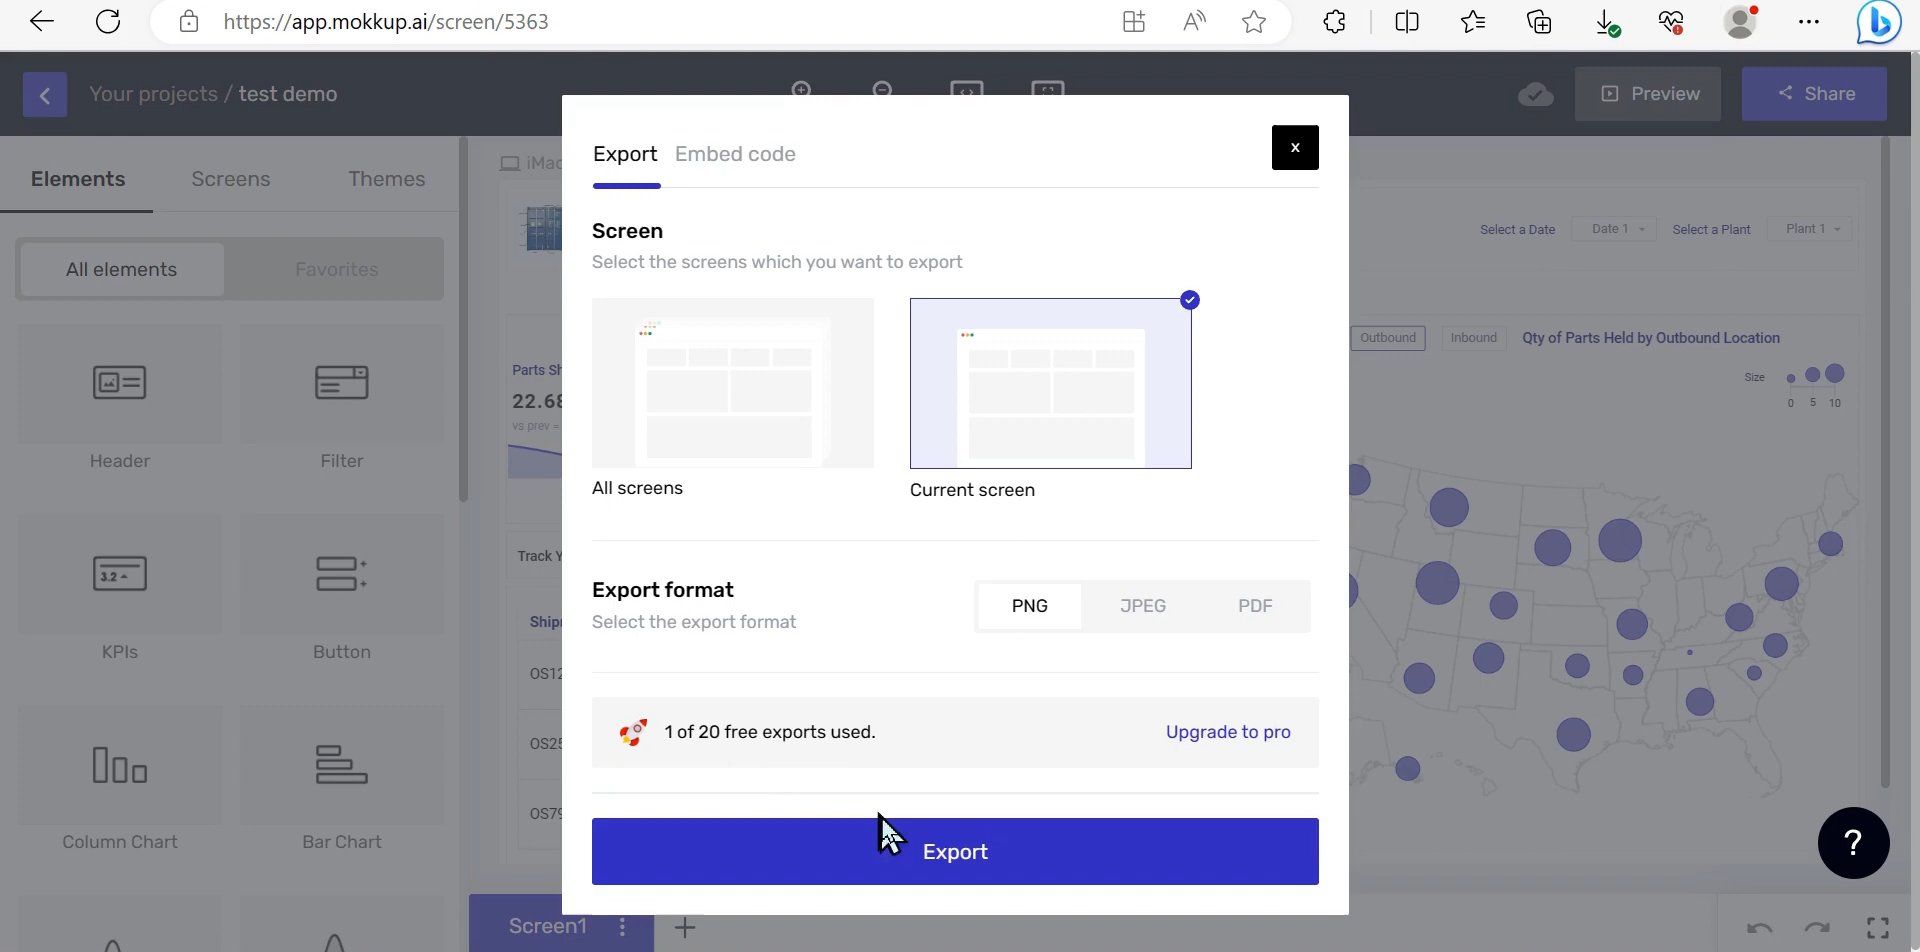 https://app.mokkup.ai/screen/5363
Your projects / test demo
Preview
Share
Elements
Screens
Themes
All elements
Favorites
Header
Filter
3.2
KPIs
Button
Column Chart
Bar Chart
iMac
Select a Date
Date 1
Select a Plant
Plant 1
Parts Sh
22.68
vs prev =
Track Y
Shipm
OS12
OS25
OS79
Outbound
Inbound
Qty of Parts Held by Outbound Location
Size
0 5 10
Export
Embed code
x
Screen
Select the screens which you want to export
All screens
Current screen
Export format
Select the export format
PNG
JPEG
PDF
1 of 20 free exports used.
Upgrade to pro
Export
?
Screen1